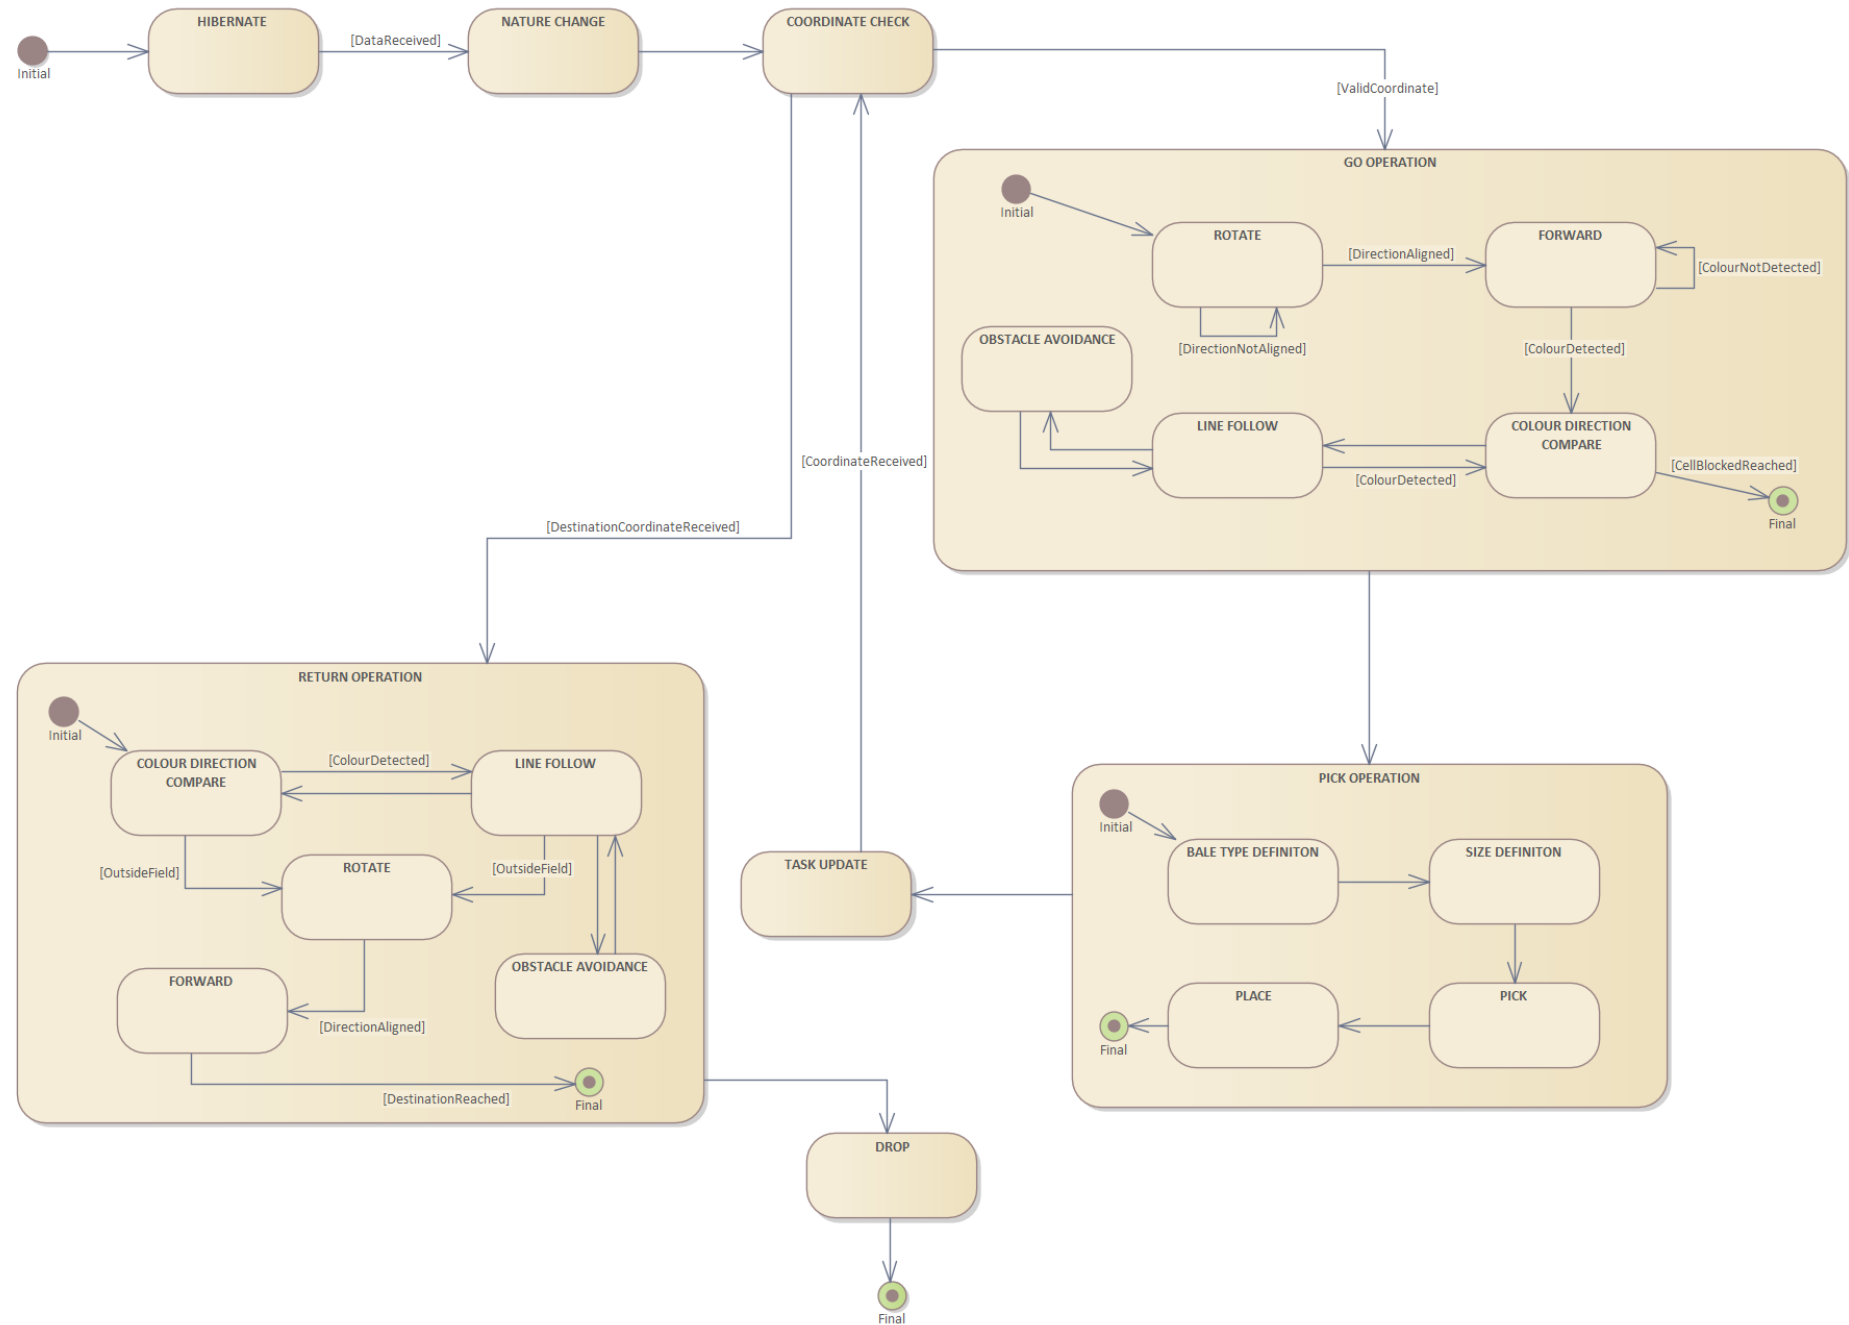 HIBERNATE
NATURE CHANGE
COORDINATE CHECK
[DataReceived]
Initial
[ValidCoordinate]
GO OPERATION
Initial
ROTATE
FORWARD
[DirectionAligned]
[ColourNotDetected]
OBSTACLE AVOIDANCE
[DirectionNotAligned]
[ColourDetected]
LINE FOLLOW
COLOUR DIRECTION
COMPARE
[CellBlockedReached]
[ColourDetected]
Final
[CoordinateReceived]
[DestinationCoordinateReceived]
RETURN OPERATION
Initial
COLOUR DIRECTION
COMPARE
[ColourDetected]
LINE FOLLOW
[OutsideField]
ROTATE
[OutsideField]
FORWARD
OBSTACLE AVOIDANCE
[DirectionAligned]
[DestinationReached]
Final
PICK OPERATION
Initial
BALE TYPE DEFINITON
SIZE DEFINITON
TASK UPDATE
PLACE
PICK
Final
DROP
Final